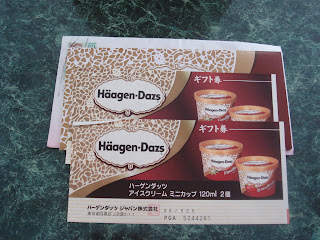 Häagen-Dazs
ギフト券
Häagen-Dazs
ギフト券
ハーゲンダッツ
アイスクリーム ミニカップ 120ml 2個
ハーゲンダッツ ジャパン株式会社
PGA 5244261